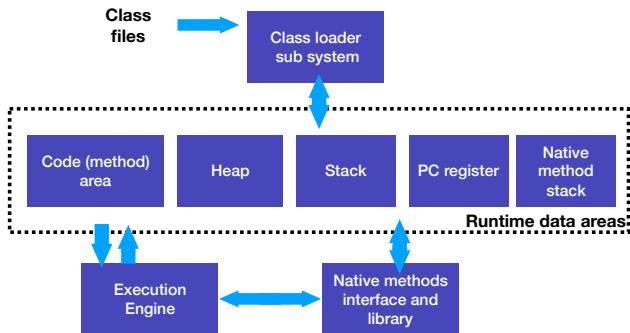 Class
files
Class loader
sub system
Code (method)
area
Heap
Stack
PC register
Native
method
stack
Runtime data areas
Execution
Engine
Native methods
interface and
library